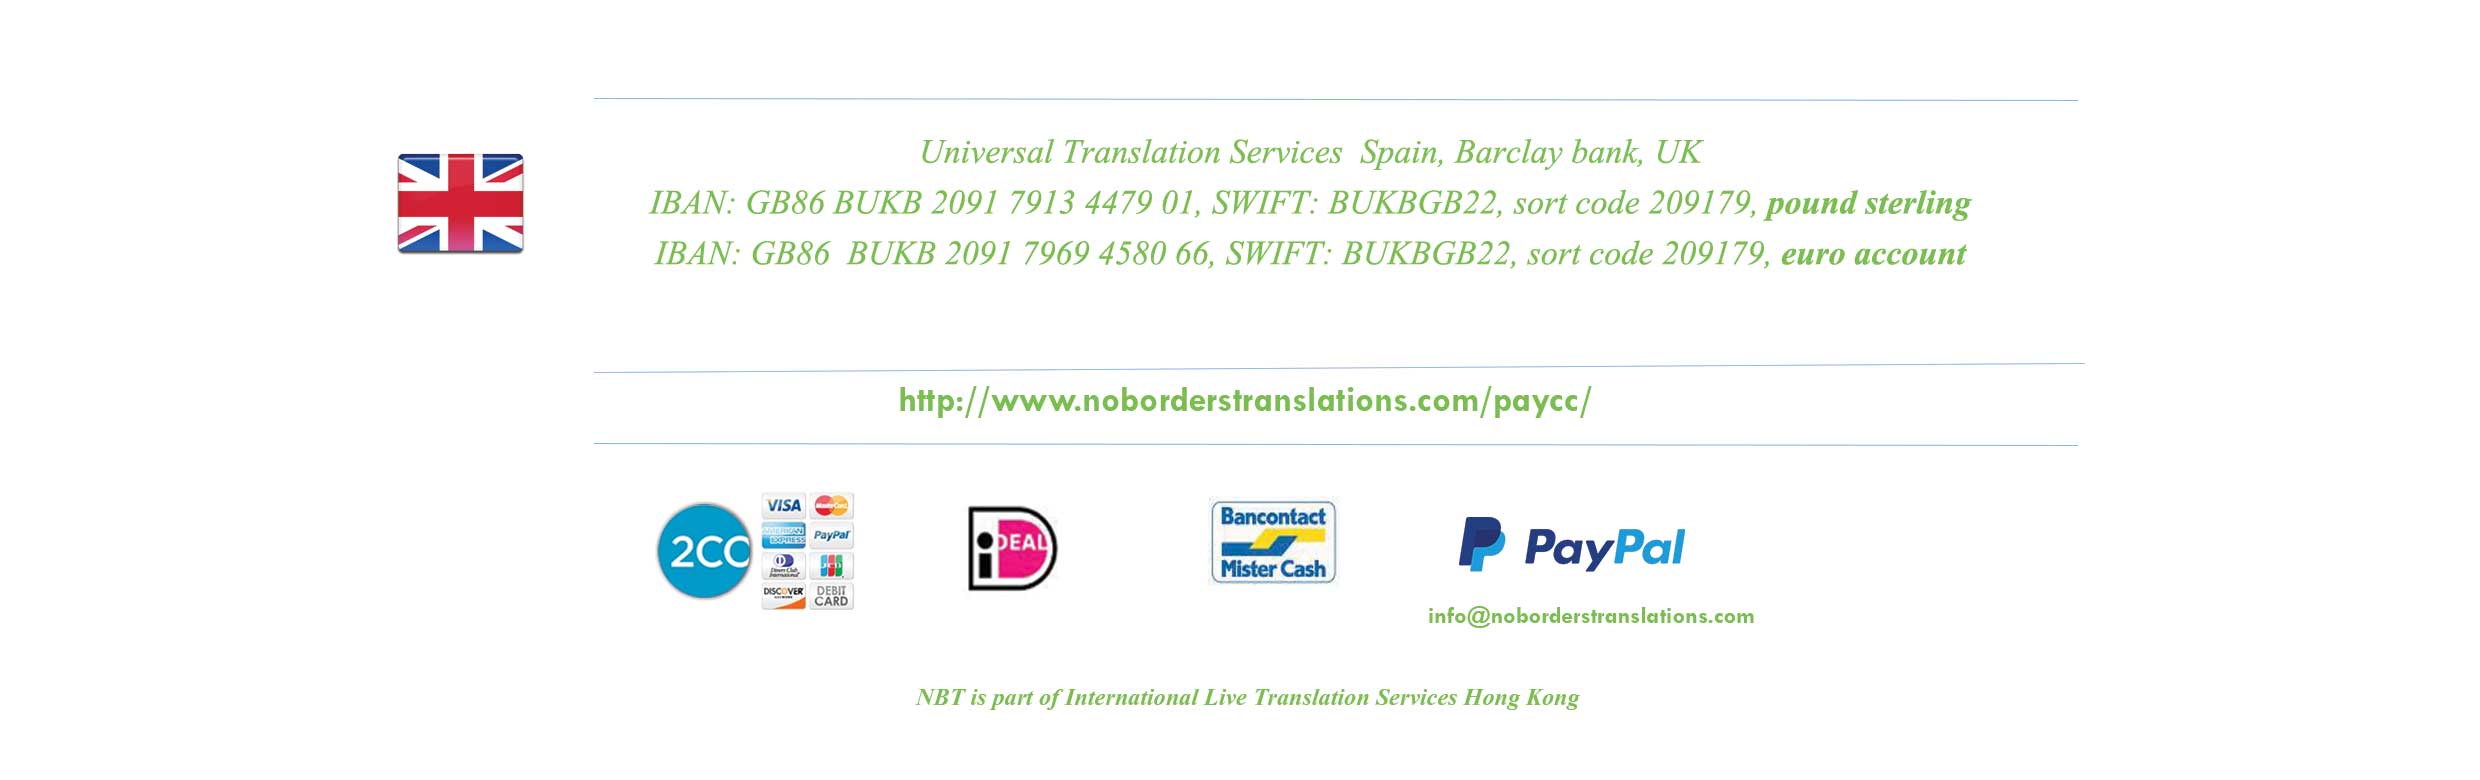 Universal Translation Services  Spain, Barclay bank, UK
IBAN: GB86 BUKB 2091 7913 4479 01, SWIFT: BUKBGB22, sort code 209179, pound sterling
IBAN: GB86  BUKB 2091 7969 4580 66, SWIFT: BUKBGB22, sort code 209179, euro account
http://www.noborderstranslations.com/paycc/
2CO
VISA MasterCard
AMERICAN EXPRESS PayPal
Diners Club International JCB
DISCOVER NETWORK DEBIT CARD
iDEAL
Bancontact
Mister Cash
PayPal
info@noborderstranslations.com
NBT is part of International Live Translation Services Hong Kong